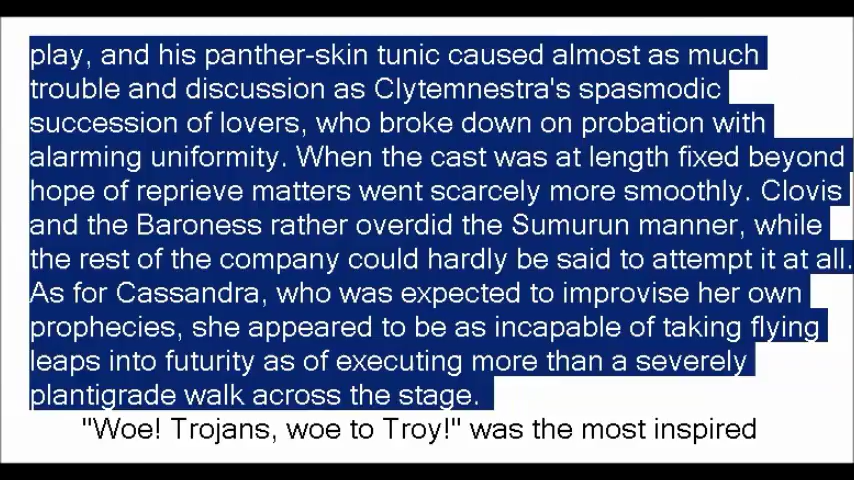 play, and his panther-skin tunic caused almost as much
trouble and discussion as Clytemnestra's spasmodic
succession of lovers, who broke down on probation with
alarming uniformity. When the cast was at length fixed beyond
hope of reprieve matters went scarcely more smoothly. Clovis
and the Baroness rather overdid the Sumurun manner, while
the rest of the company could hardly be said to attempt it at all.
As for Cassandra, who was expected to improvise her own
prophecies, she appeared to be as incapable of taking flying
leaps into futurity as of executing more than a severely
plantigrade walk across the stage.
"Woe! Trojans, woe to Troy!" was the most inspired